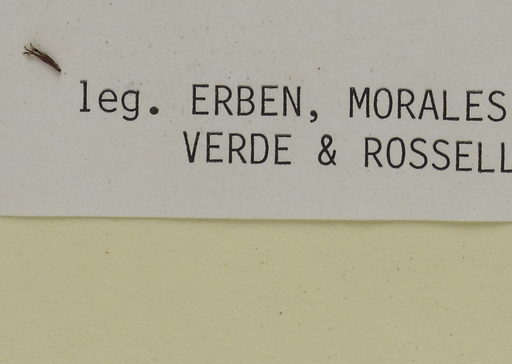 leg. ERBEN, MORALES
VERDE & ROSSELL